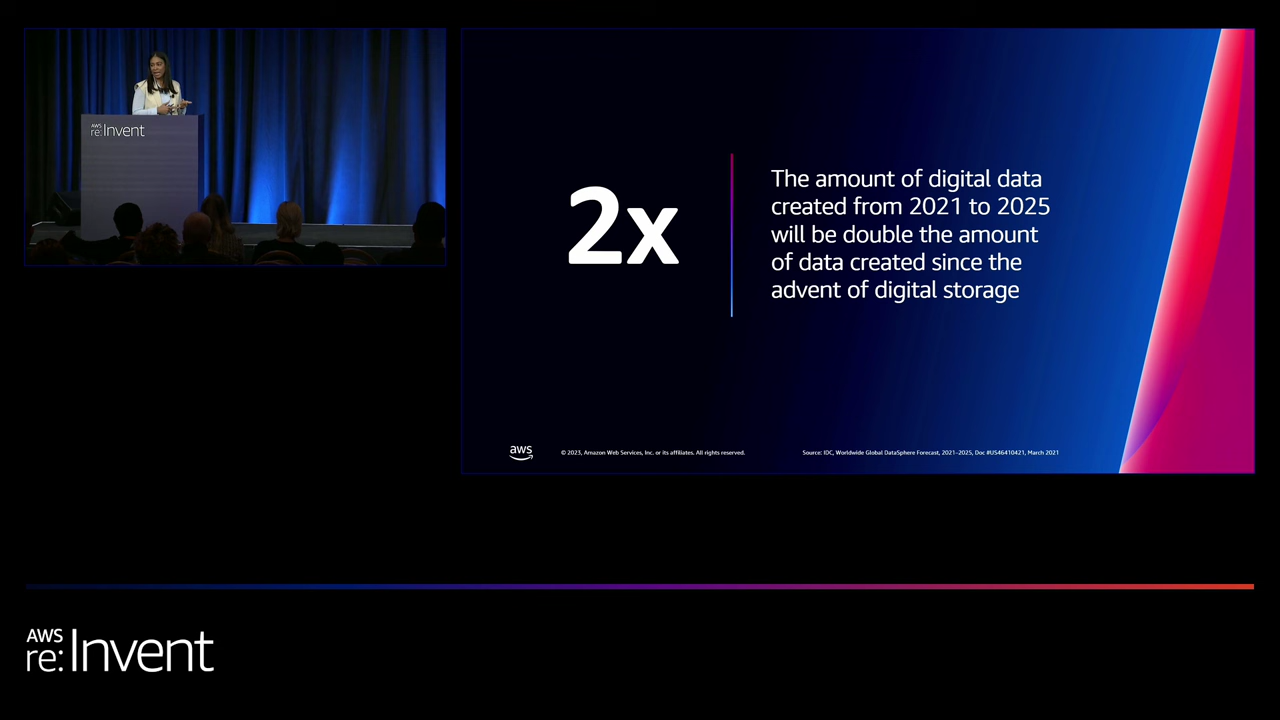 AWS
re:Invent
2x
The amount of digital data
created from 2021 to 2025
will be double the amount
of data created since the
advent of digital storage
aws
© 2023, Amazon Web Services, Inc. or its affiliates. All rights reserved.
Source: IDC, Worldwide Global DataSphere Forecast, 2021–2025, Doc #US46410421, March 2021
AWS
re:Invent